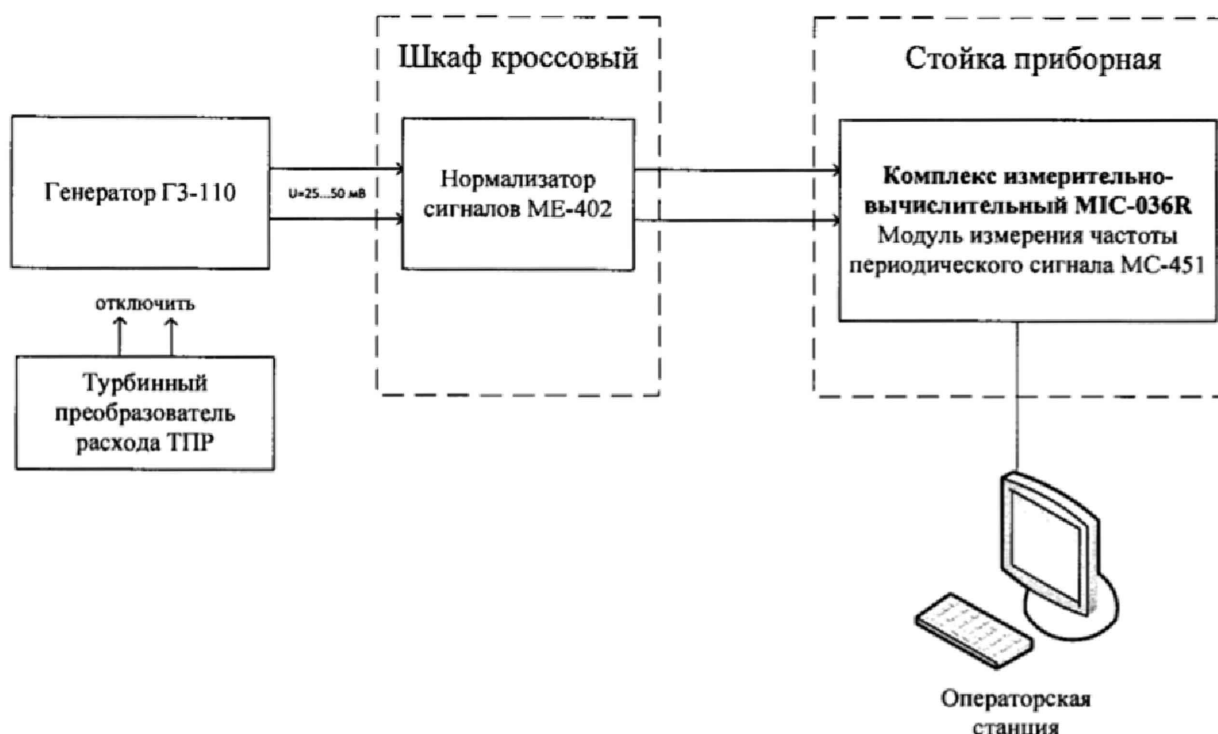 Шкаф кроссовый
Стойка приборная
Генератор ГЗ-110
U=25...50 мВ
Нормализатор
сигналов МЕ-402
Комплекс измерительно-
вычислительный MIC-036R
Модуль измерения частоты
периодического сигнала МС-451
отключить
Турбинный
преобразователь
расхода ТПР
Операторская
станция